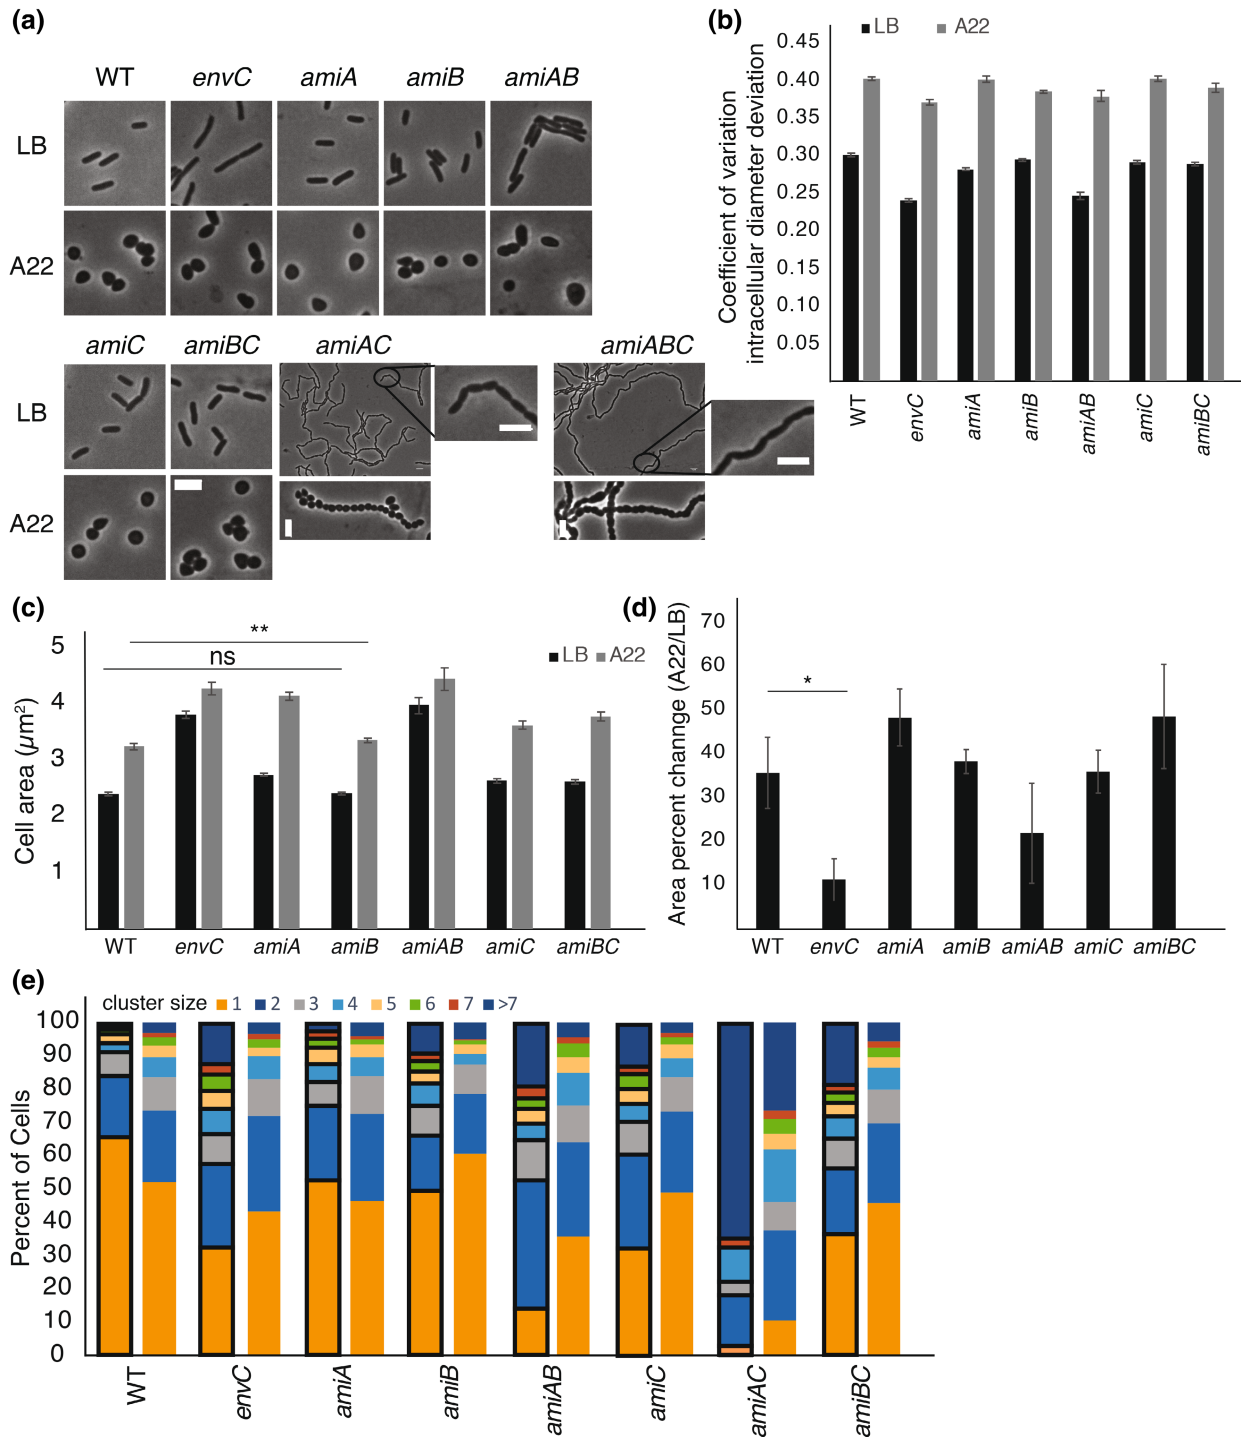 (a)
WT envC amiA amiB amiAB
LB
A22
amiC amiBC amiAC amiABC
LB
A22
(b)
LB A22
Coefficient of variation
intracellular diameter deviation
0.45
0.40
0.35
0.30
0.25
0.20
0.15
0.10
0.05
WT envC amiA amiB amiAB amiC amiBC
(c)
**
ns
LB A22
Cell area (µm²)
5
4
3
2
1
WT envC amiA amiB amiAB amiC amiBC
(d)
Area percent channge (A22/LB)
70
60
50
40
30
20
10
*
WT envC amiA amiB amiAB amiC amiBC
(e)
cluster size 1 2 3 4 5 6 7 >7
Percent of Cells
100
90
80
70
60
50
40
30
20
10
0
WT envC amiA amiB amiAB amiC amiAC amiBC